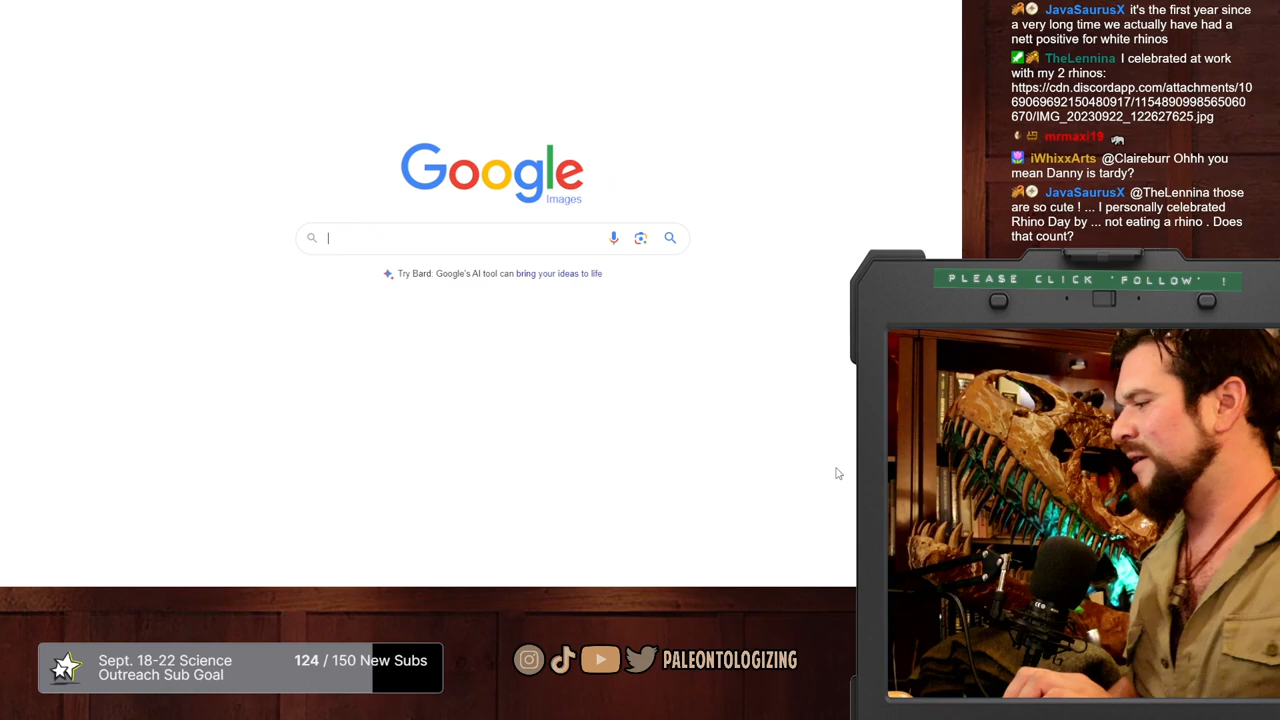 JavaSaurusX it's the first year since
a very long time we actually have had a
nett positive for white rhinos
TheLennina I celebrated at work
with my 2 rhinos:
https://cdn.discordapp.com/attachments/10
69069692150480917/1154890998565060
670/IMG_20230922_122627625.jpg
mrmaxi19
iWhixxArts @Claireburr Ohhh you
mean Danny is tardy?
JavaSaurusX @TheLennina those
are so cute ! ... I personally celebrated
Rhino Day by ... not eating a rhino . Does
that count?
Google
Images
Try Bard: Google's AI tool can bring your ideas to life
PLEASE CLICK 'FOLLOW' !
7
Sept. 18-22 Science
Outreach Sub Goal
124 / 150 New Subs
PALEONTOLOGIZING